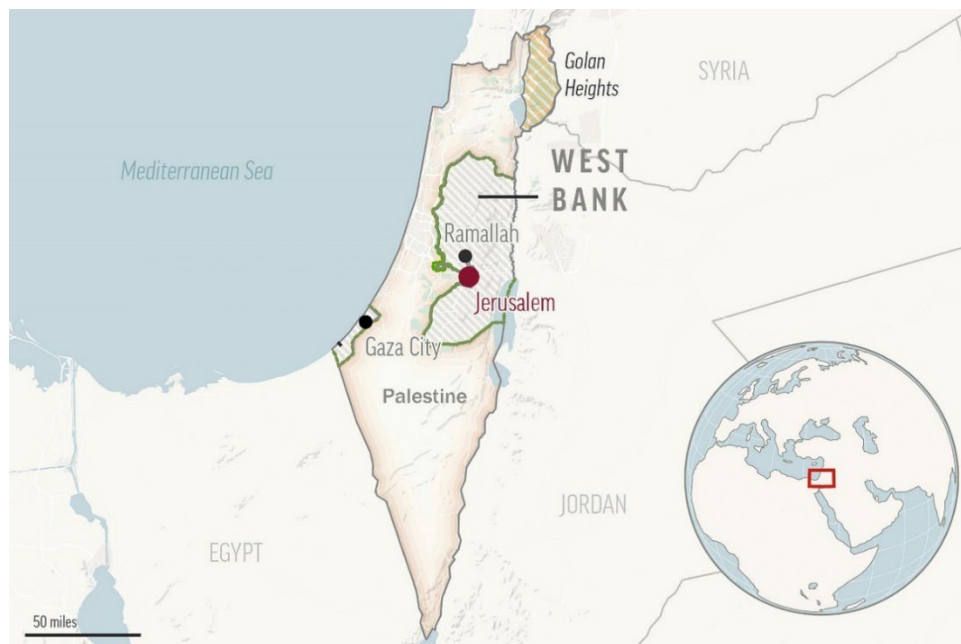 Golan
Heights
SYRIA
Mediterranean Sea
WEST
BANK
Ramallah
Jerusalem
Gaza City
Palestine
JORDAN
EGYPT
50 miles